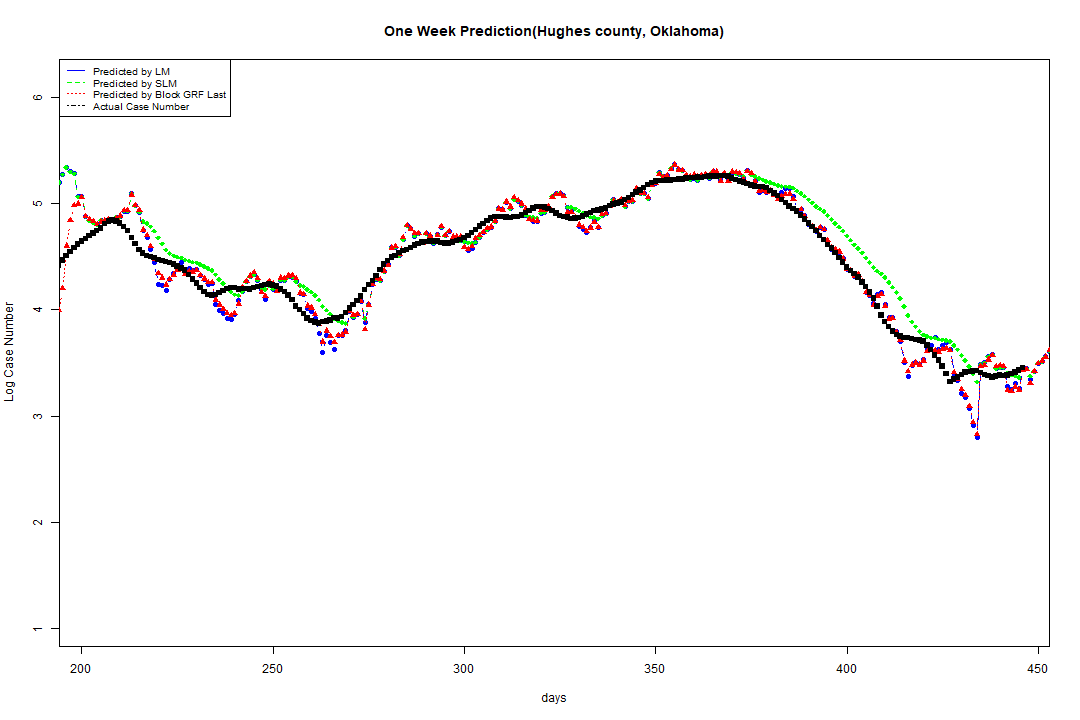 One Week Prediction(Hughes county, Oklahoma)
Predicted by LM
Predicted by SLM
Predicted by Block GRF Last
Actual Case Number
6
5
4
3
2
1
Log Case Number
200 250 300 350 400 450
days